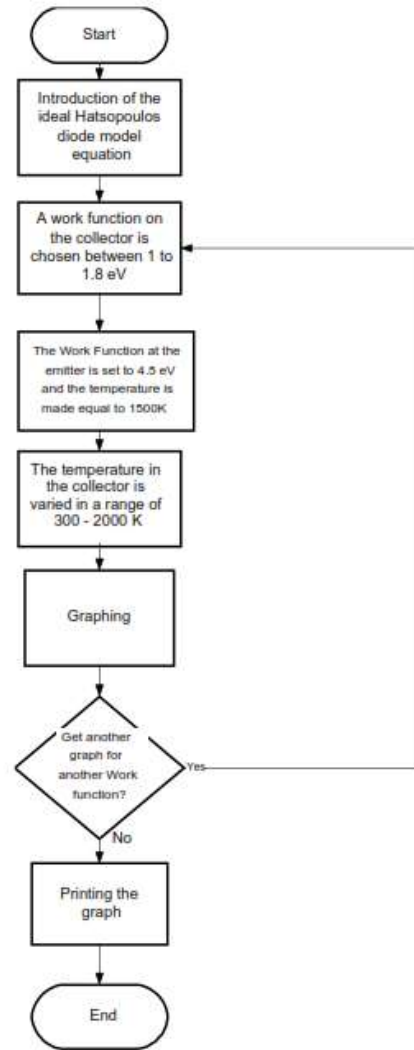 Start
Introduction of the
ideal Hatsopoulos
diode model
equation
A work function on
the collector is
chosen between 1 to
1.8 eV
The Work Function at the
emitter is set to 4.5 eV
and the temperature is
made equal to 1500K
The temperature in
the collector is
varied in a range of
300 - 2000 K
Graphing
Get another
graph for
another Work
function?
Yes
No
Printing the
graph
End